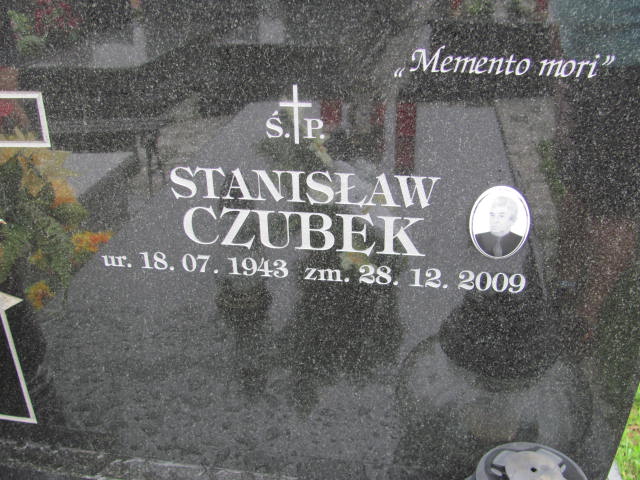 „Memento mori”
Ś. P.
STANISŁAW
CZUBEK
ur. 18. 07. 1943 zm. 28. 12. 2009